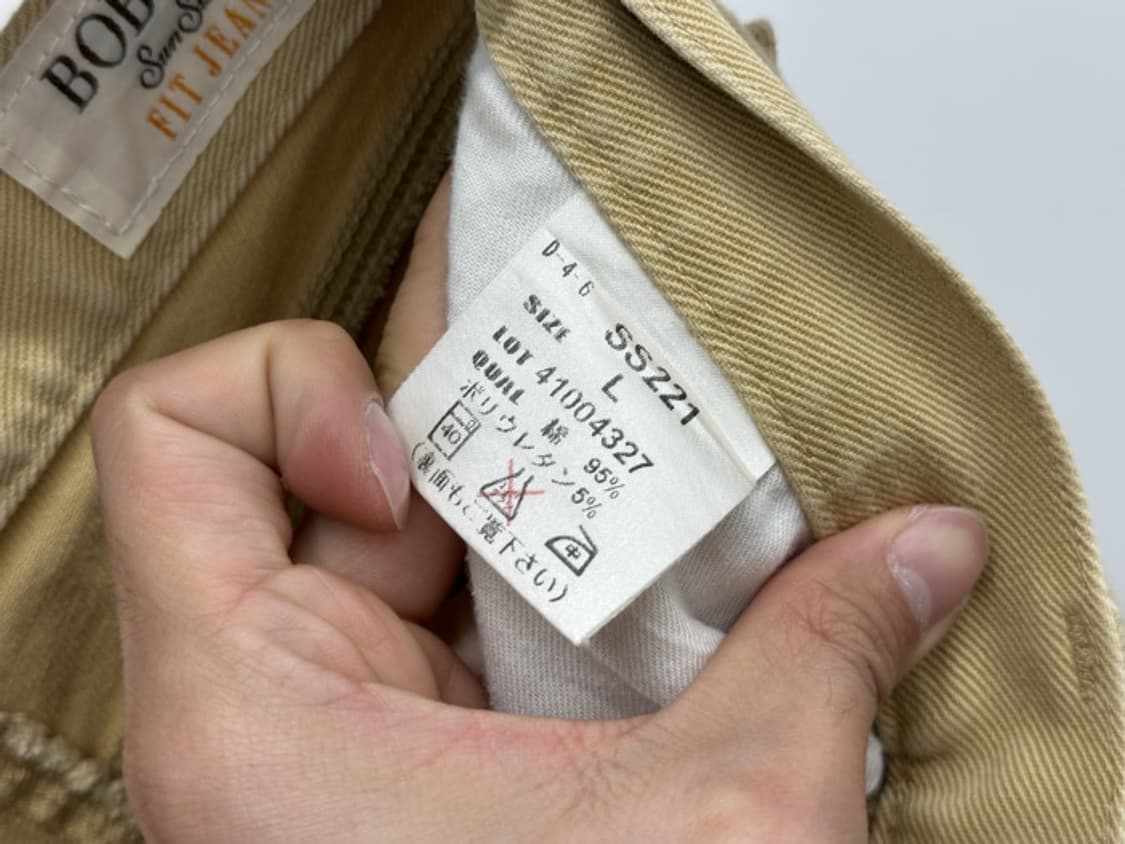 BOB
Sun S
FIT JEAN
D-4-6
SS221
SIZE L
LOT 41004327
QUAL 綿 95%
ポリウレタン 5%
40
(裏面もご覧下さい)